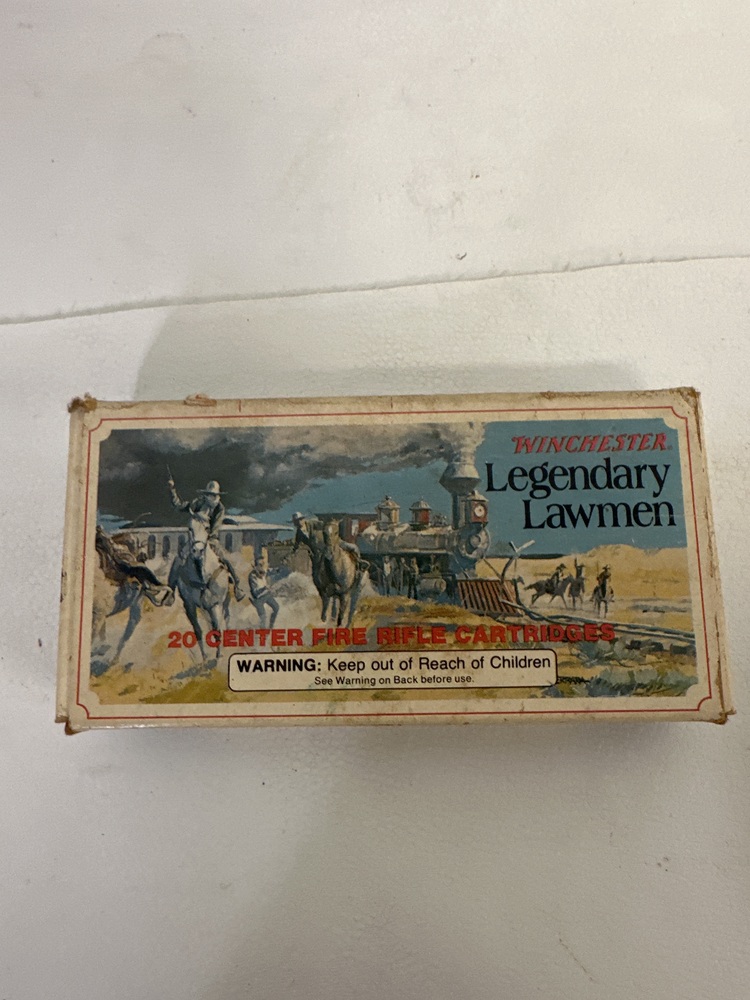 WINCHESTER®
Legendary
Lawmen
20 CENTER FIRE RIFLE CARTRIDGES
WARNING: Keep out of Reach of Children
See Warning on Back before use.